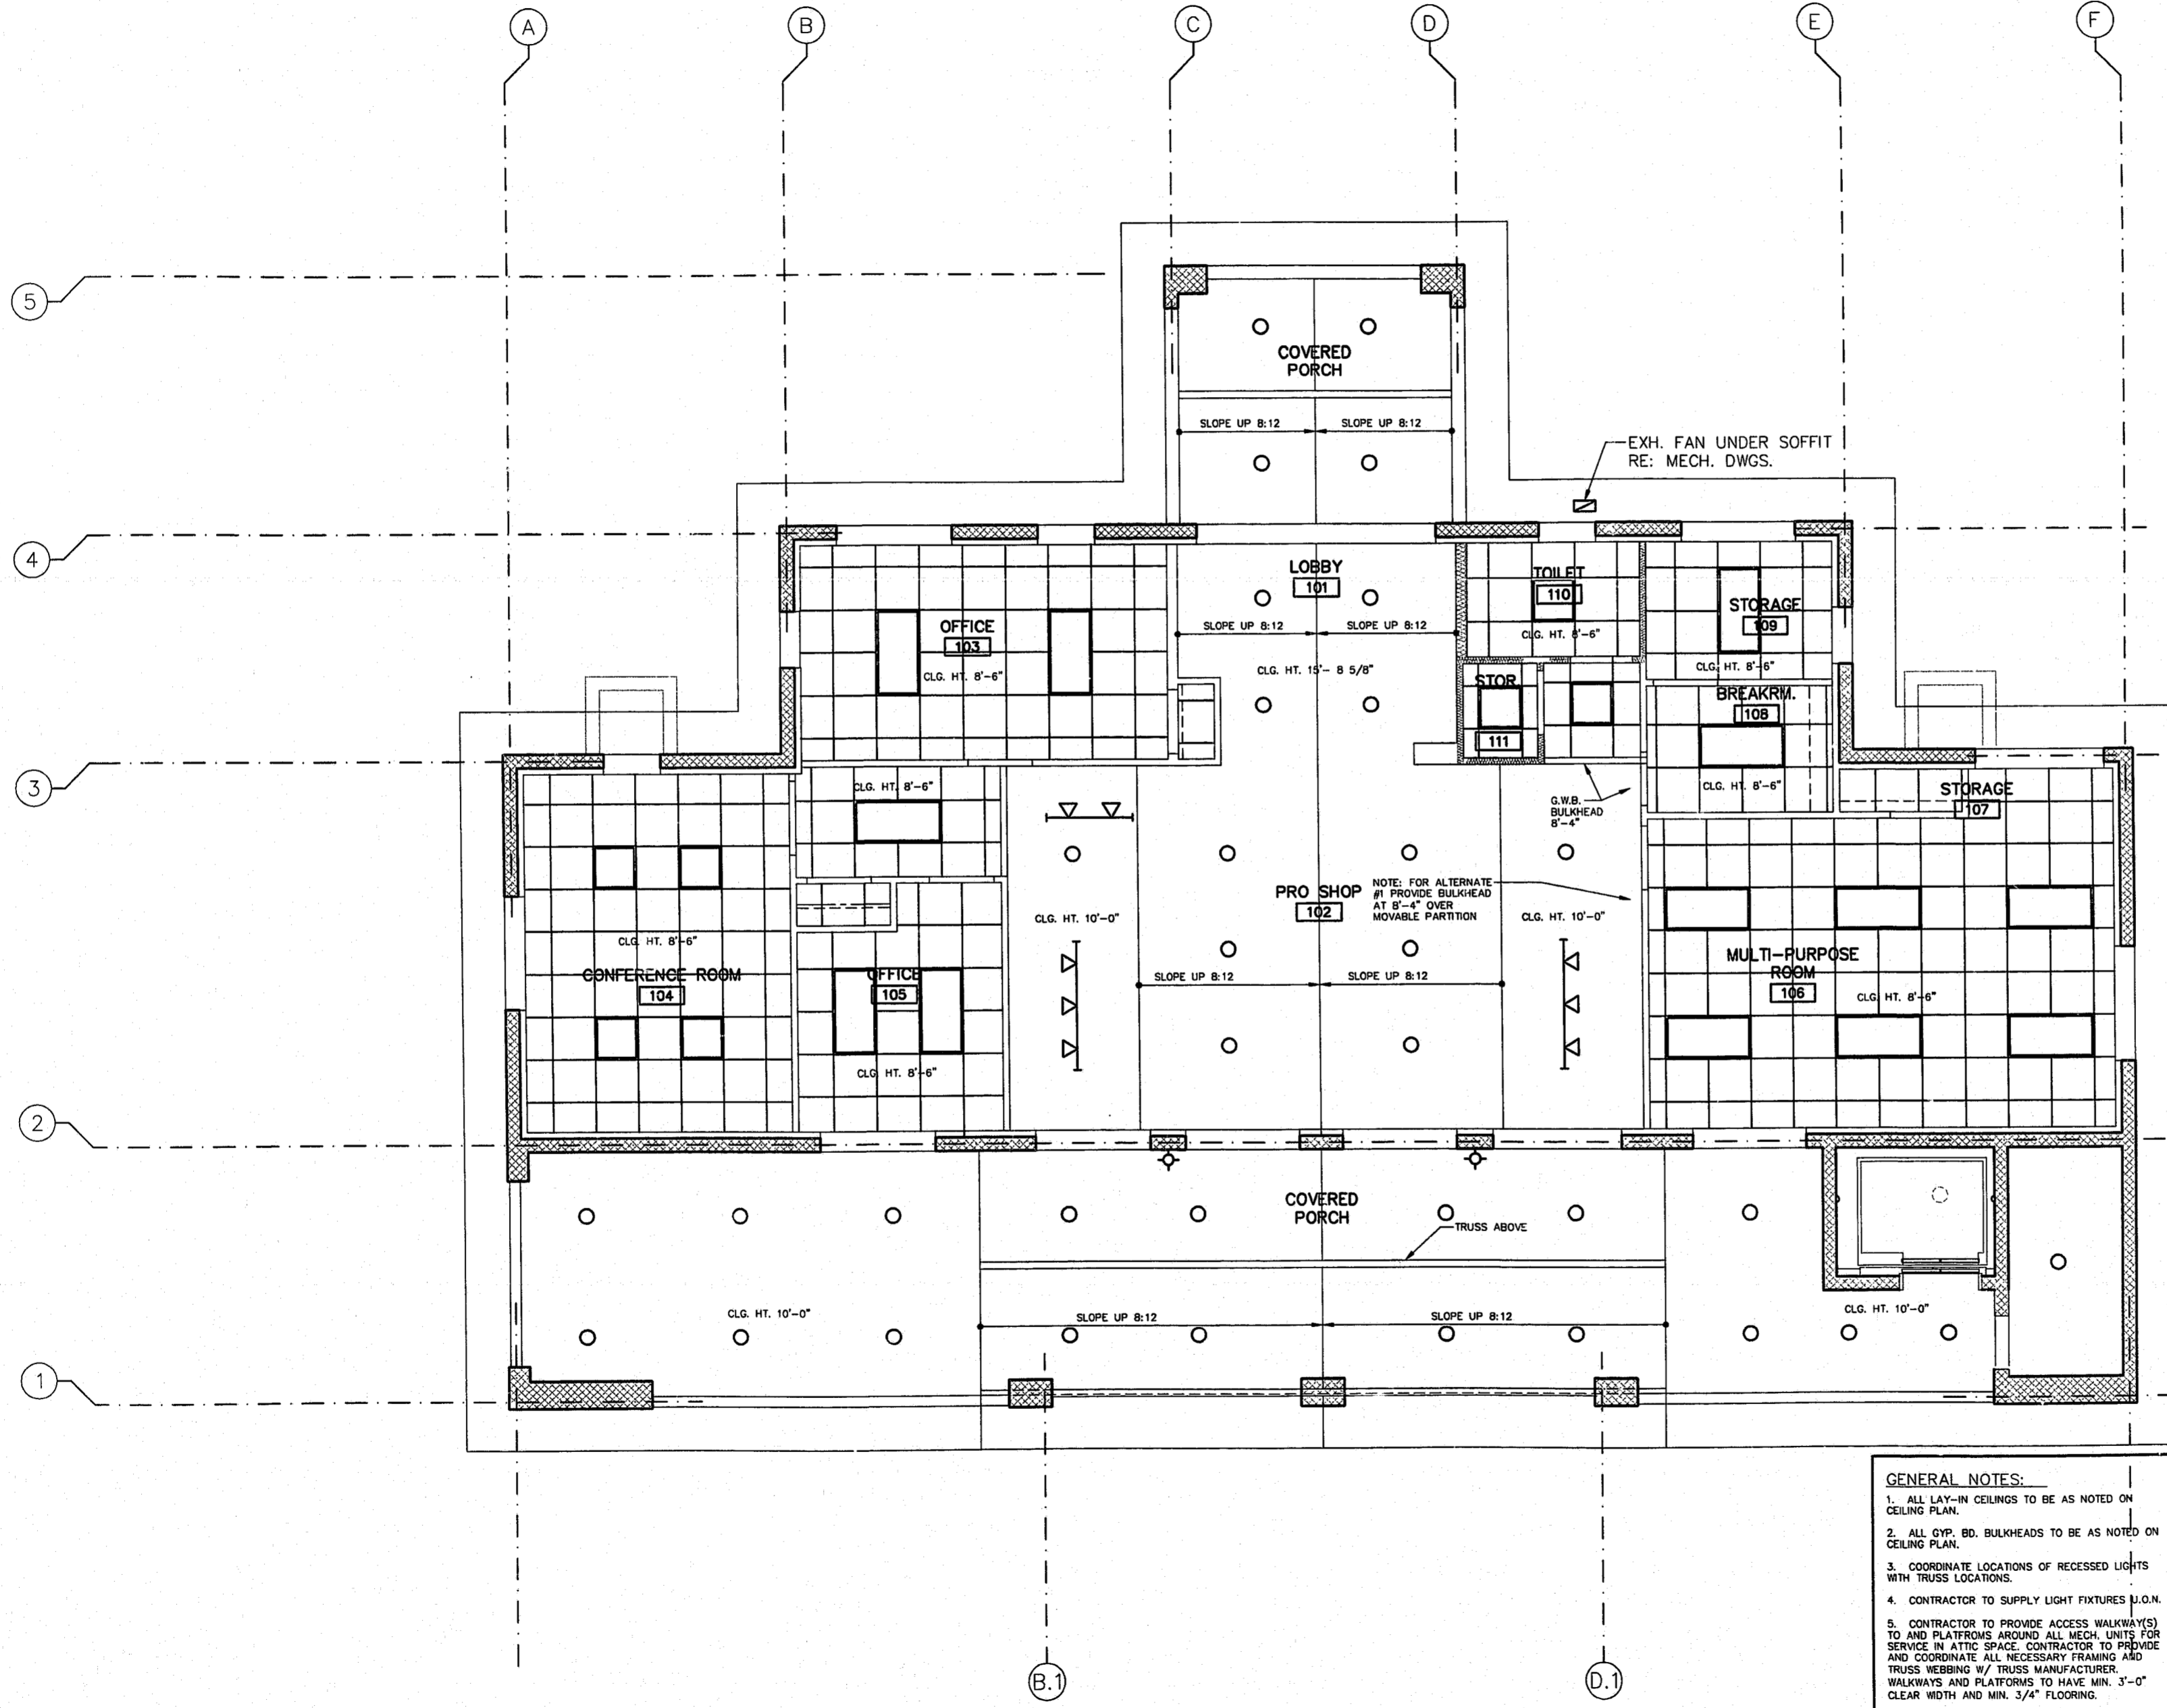 A
B
C
D
E
F
5
COVERED
PORCH
SLOPE UP 8:12
SLOPE UP 8:12
EXH. FAN UNDER SOFFIT
RE: MECH. DWGS.
4
LOBBY
101
SLOPE UP 8:12
SLOPE UP 8:12
CLG. HT. 15'- 8 5/8"
OFFICE
103
CLG. HT. 8'-6"
TOILET
110
CLG. HT. 8'-6"
STORAGE
109
CLG. HT. 8'-6"
STOR.
111
BREAKRM.
108
CLG. HT. 8'-6"
3
CLG. HT. 8'-6"
G.W.B.
BULKHEAD
8'-4"
STORAGE
107
PRO SHOP
102
NOTE: FOR ALTERNATE
#1 PROVIDE BULKHEAD
AT 8'-4" OVER
MOVABLE PARTITION
CLG. HT. 10'-0"
CLG. HT. 10'-0"
CLG. HT. 8'-6"
CONFERENCE ROOM
104
OFFICE
105
CLG. HT. 8'-6"
SLOPE UP 8:12
SLOPE UP 8:12
MULTI-PURPOSE
ROOM
106
CLG. HT. 8'-6"
2
COVERED
PORCH
TRUSS ABOVE
CLG. HT. 10'-0"
SLOPE UP 8:12
SLOPE UP 8:12
CLG. HT. 10'-0"
1
B.1
D.1
GENERAL NOTES:
1. ALL LAY-IN CEILINGS TO BE AS NOTED ON
CEILING PLAN.
2. ALL GYP. BD. BULKHEADS TO BE AS NOTED ON
CEILING PLAN.
3. COORDINATE LOCATIONS OF RECESSED LIGHTS
WITH TRUSS LOCATIONS.
4. CONTRACTOR TO SUPPLY LIGHT FIXTURES U.O.N.
5. CONTRACTOR TO PROVIDE ACCESS WALKWAY(S)
TO AND PLATFROMS AROUND ALL MECH. UNITS FOR
SERVICE IN ATTIC SPACE. CONTRACTOR TO PROVIDE
AND COORDINATE ALL NECESSARY FRAMING AND
TRUSS WEBBING W/ TRUSS MANUFACTURER.
WALKWAYS AND PLATFORMS TO HAVE MIN. 3'-0"
CLEAR WIDTH AND MIN. 3/4" FLOORING.